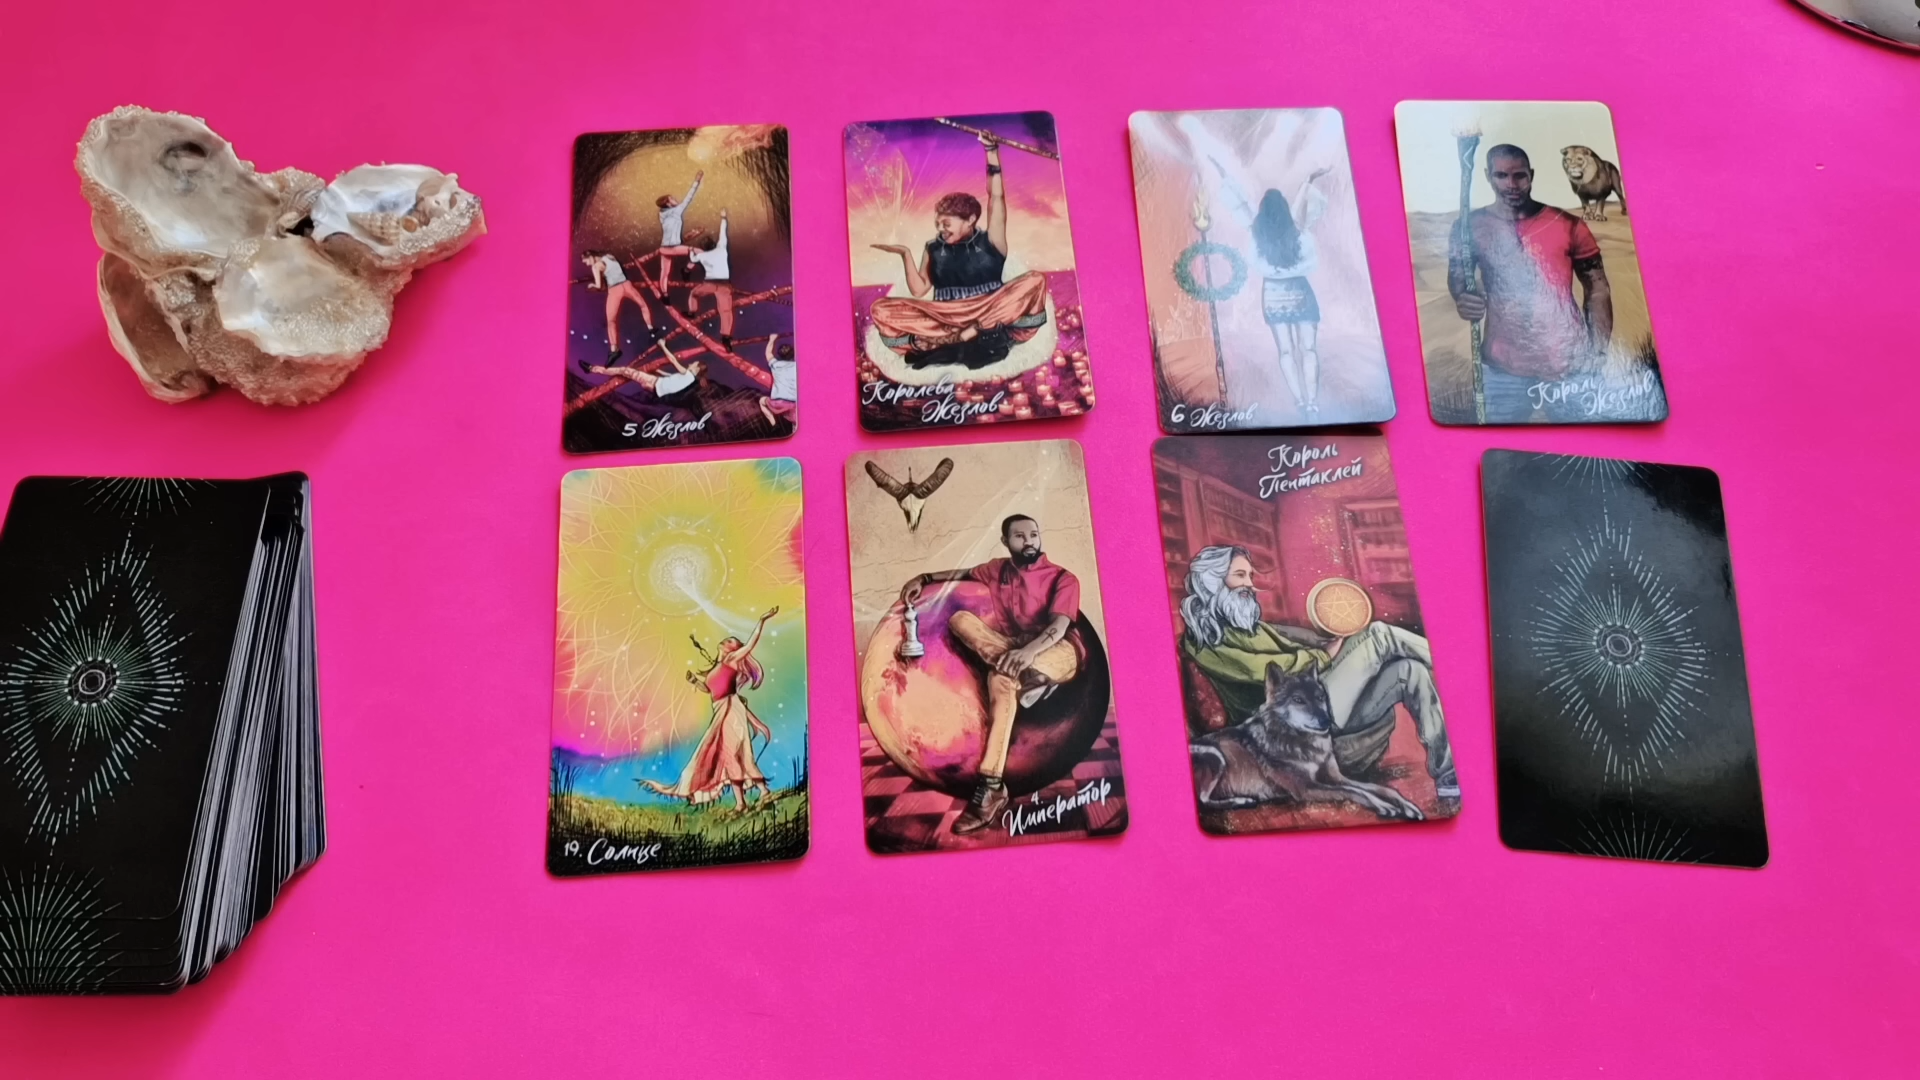 5 Жезлов
Королева
Жезлов
6 Жезлов
Король
Жезлов
19. Солнце
4.
Император
Король
Пентаклей